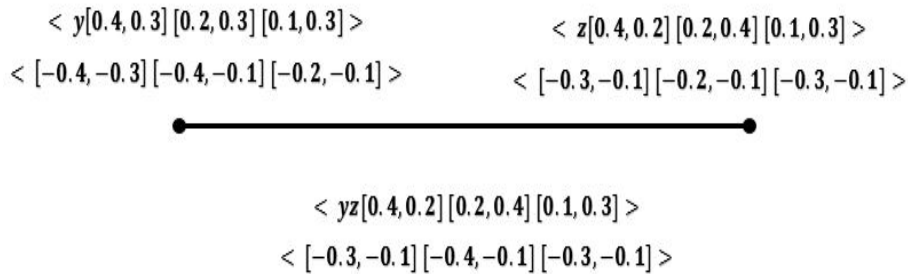 < y[0.4,0.3] [0.2,0.3] [0.1,0.3] >
< [−0.4,−0.3] [−0.4,−0.1] [−0.2,−0.1] >
< z[0.4,0.2] [0.2,0.4] [0.1,0.3] >
< [−0.3,−0.1] [−0.2,−0.1] [−0.3,−0.1] >
< yz[0.4,0.2] [0.2,0.4] [0.1,0.3] >
< [−0.3,−0.1] [−0.4,−0.1] [−0.3,−0.1] >